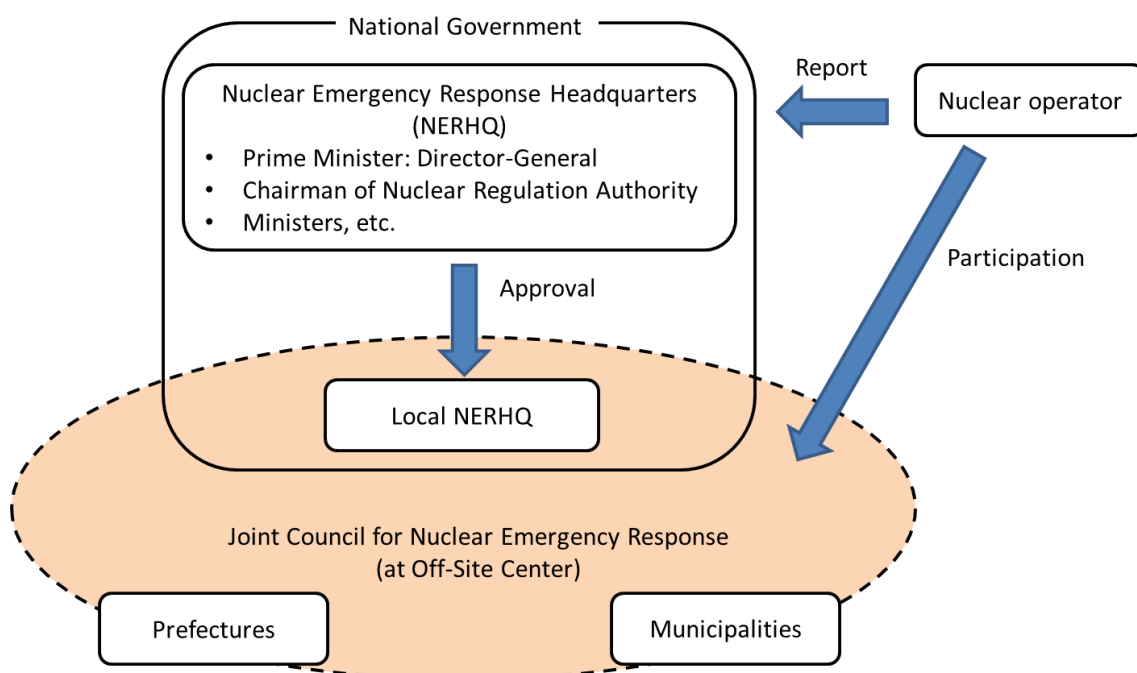 National Government
Nuclear Emergency Response Headquarters
(NERHQ)
• Prime Minister: Director-General
• Chairman of Nuclear Regulation Authority
• Ministers, etc.
Report
Nuclear operator
Approval
Participation
Local NERHQ
Joint Council for Nuclear Emergency Response
(at Off-Site Center)
Prefectures
Municipalities